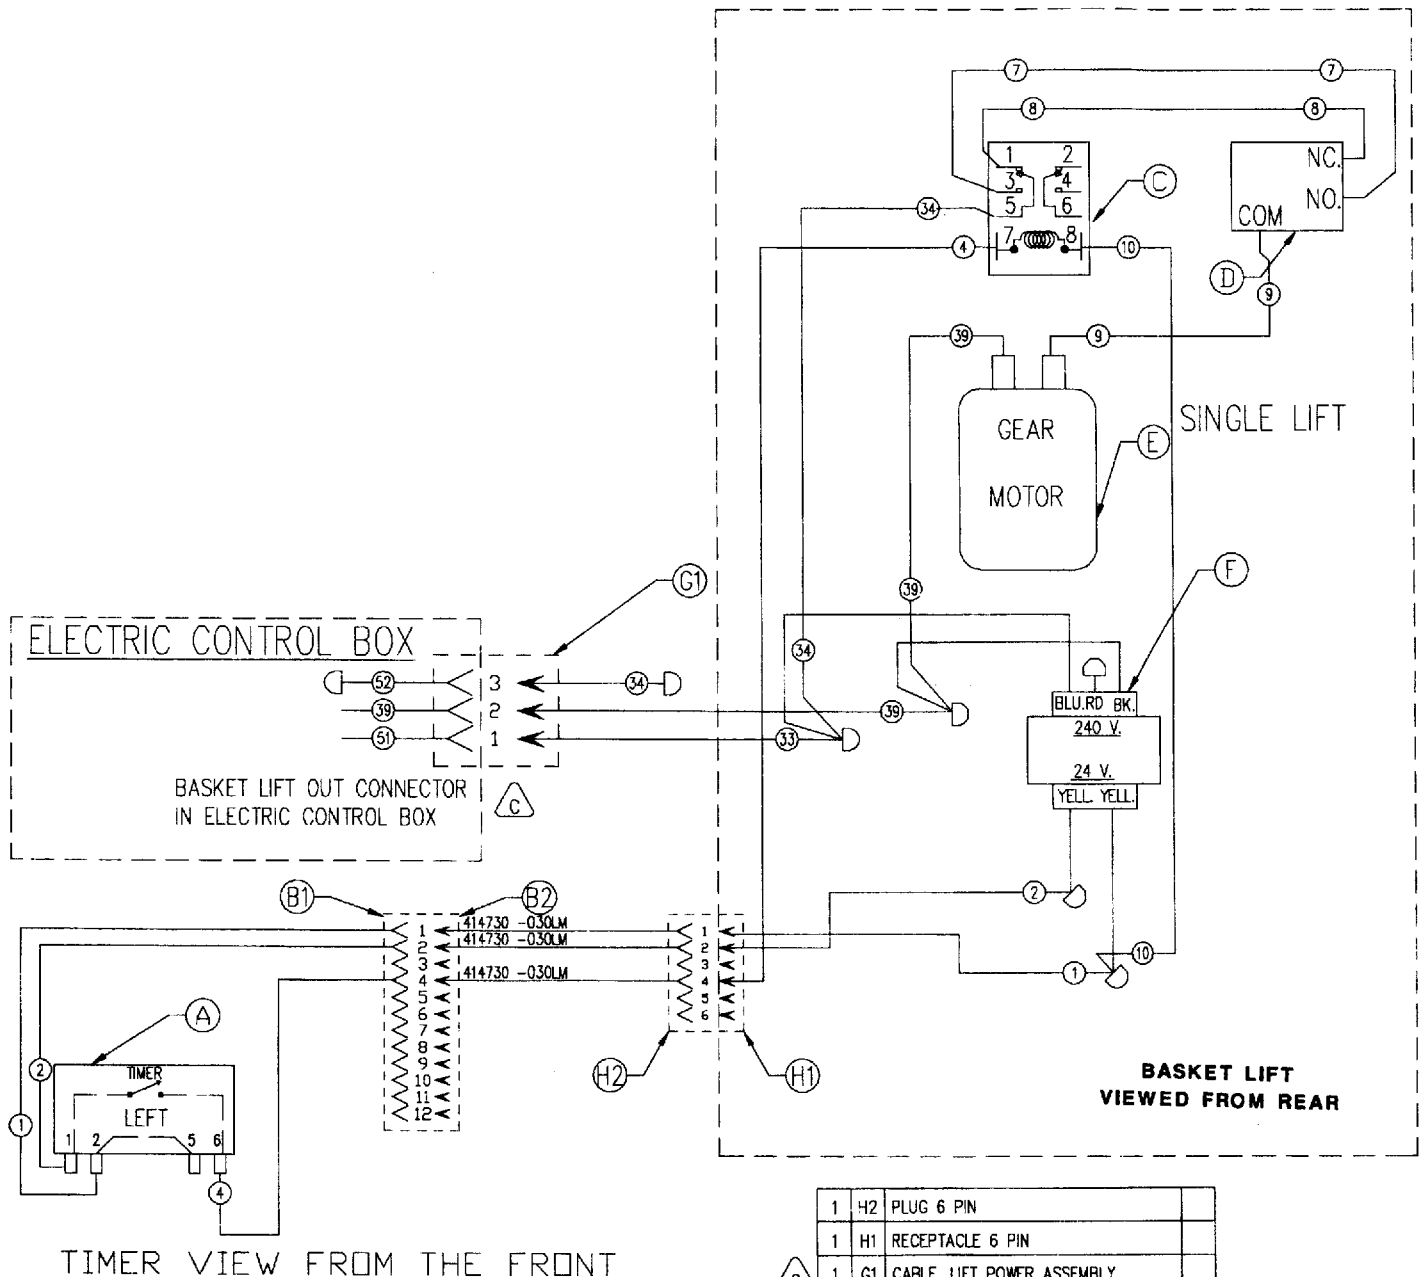 7 7
8 8
1 2
3 4
5 6
7 8
C
34
4 10
NC.
NO.
COM
D
9
39 9
GEAR
MOTOR
E
SINGLE LIFT
39
F
G1
ELECTRIC CONTROL BOX
52 3 34
39 2 39
51 1 33
34
BLU.RD BK.
240 V.
24 V.
YELL. YELL.
BASKET LIFT OUT CONNECTOR
IN ELECTRIC CONTROL BOX
C
2
10
1
B1 B2
1 414730 -030LM 1
2 414730 -030LM 2
3 3
4 414730 -030LM 4
5 5
6 6
7
8
9
10
11
12
H2 H1
A
2
1
TIMER
LEFT
1 2 5 6
4
TIMER VIEW FROM THE FRONT
BASKET LIFT
VIEWED FROM REAR
1 H2 PLUG 6 PIN
1 H1 RECEPTACLE 6 PIN
1 G1 CABLE, LIFT POWER ASSEMBLY